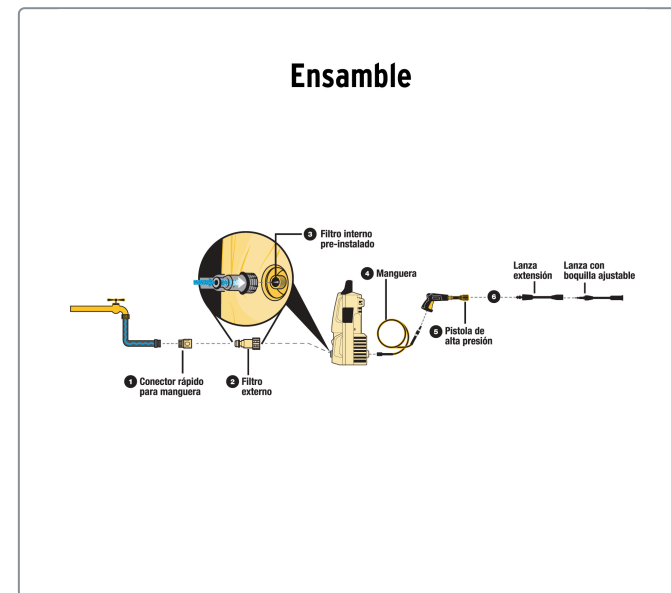 Ensamble
3 Filtro interno
pre-instalado
4 Manguera
Lanza
extensión
Lanza con
boquilla ajustable
6
5 Pistola de
alta presión
1 Conector rápido
para manguera
2 Filtro
externo